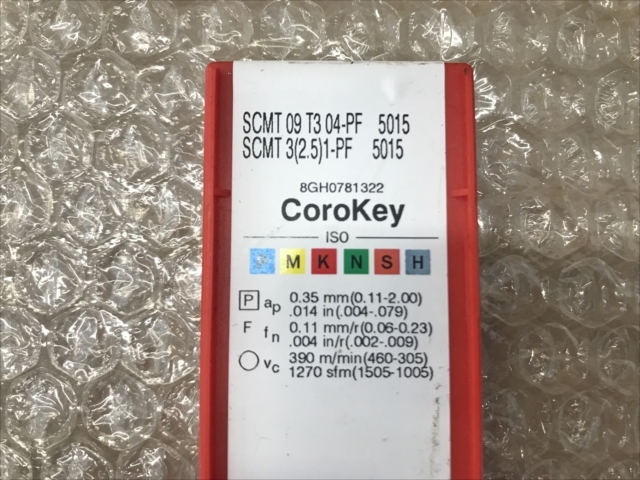 SCMT 09 T3 04-PF 5015
SCMT 3(2.5)1-PF 5015
8GH0781322
CoroKey
ISO
P M K N S H
P ap 0.35 mm(0.11-2.00)
.014 in(.004-.079)
F fn 0.11 mm/r(0.06-0.23)
.004 in/r(.002-.009)
vc 390 m/min(460-305)
1270 sfm(1505-1005)